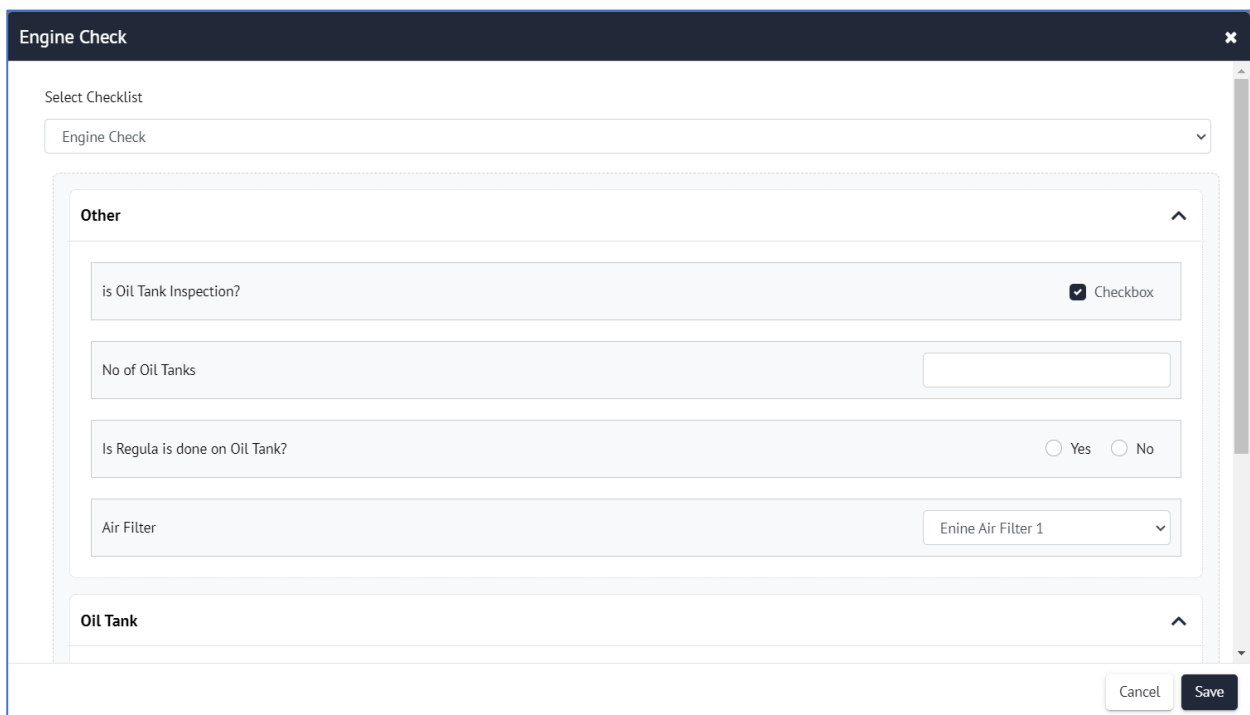 Engine Check
Select Checklist
Engine Check
Other
is Oil Tank Inspection?
Checkbox
No of Oil Tanks
Is Regula is done on Oil Tank?
Yes
No
Air Filter
Enine Air Filter 1
Oil Tank
Cancel
Save